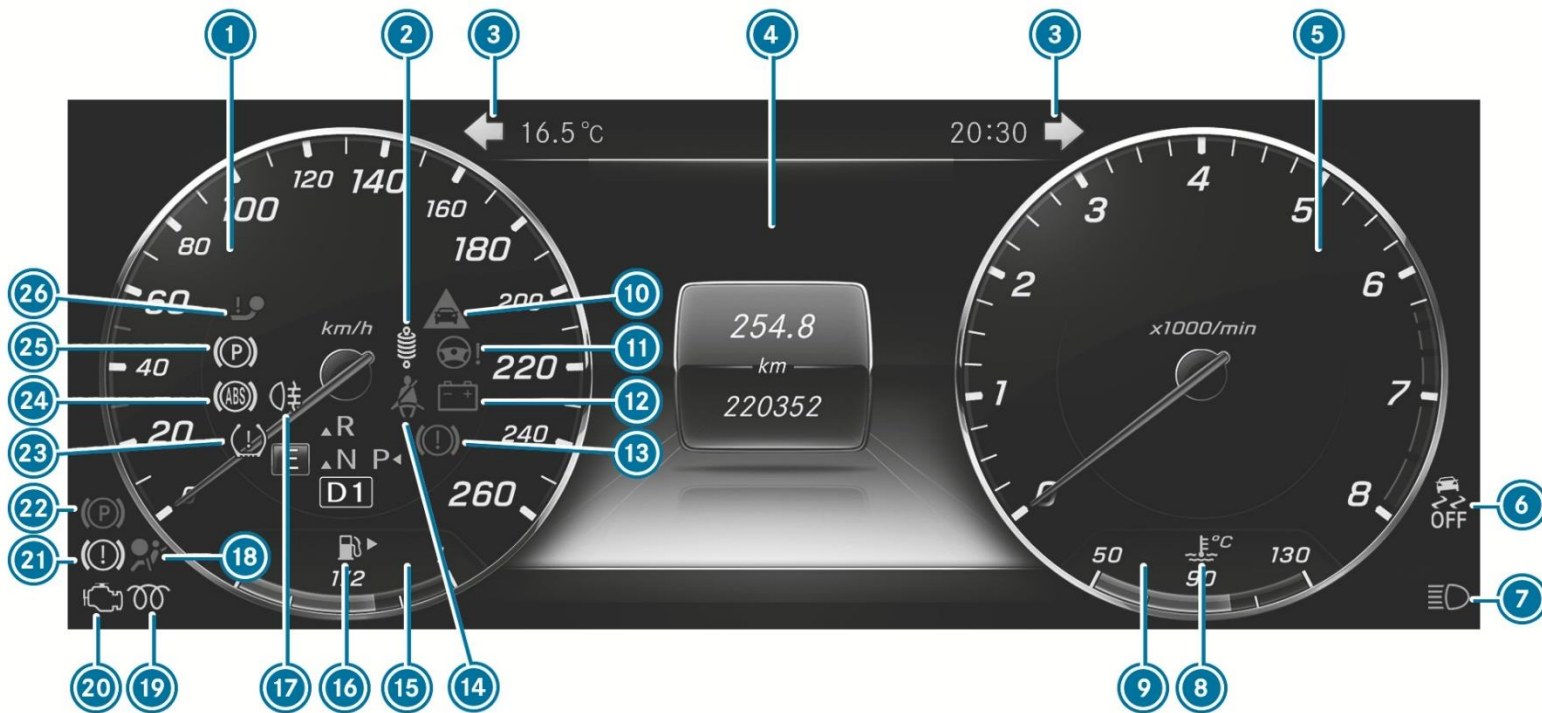 1 2 3 4 3 5
16.5°C 20:30
120 140
100 160
80 180
60 200
40 km/h 220
20 240
0 260
26
25 P
24 ABS
23 !
22 P
21 !
20 19 18 17 16 15 14
10
11 !
12 - +
13 !
R
E N P
D1
1/2
254.8
km
220352
x1000/min
0 1 2 3 4 5 6 7 8
OFF 6
7
50 °C 130
90
9 8